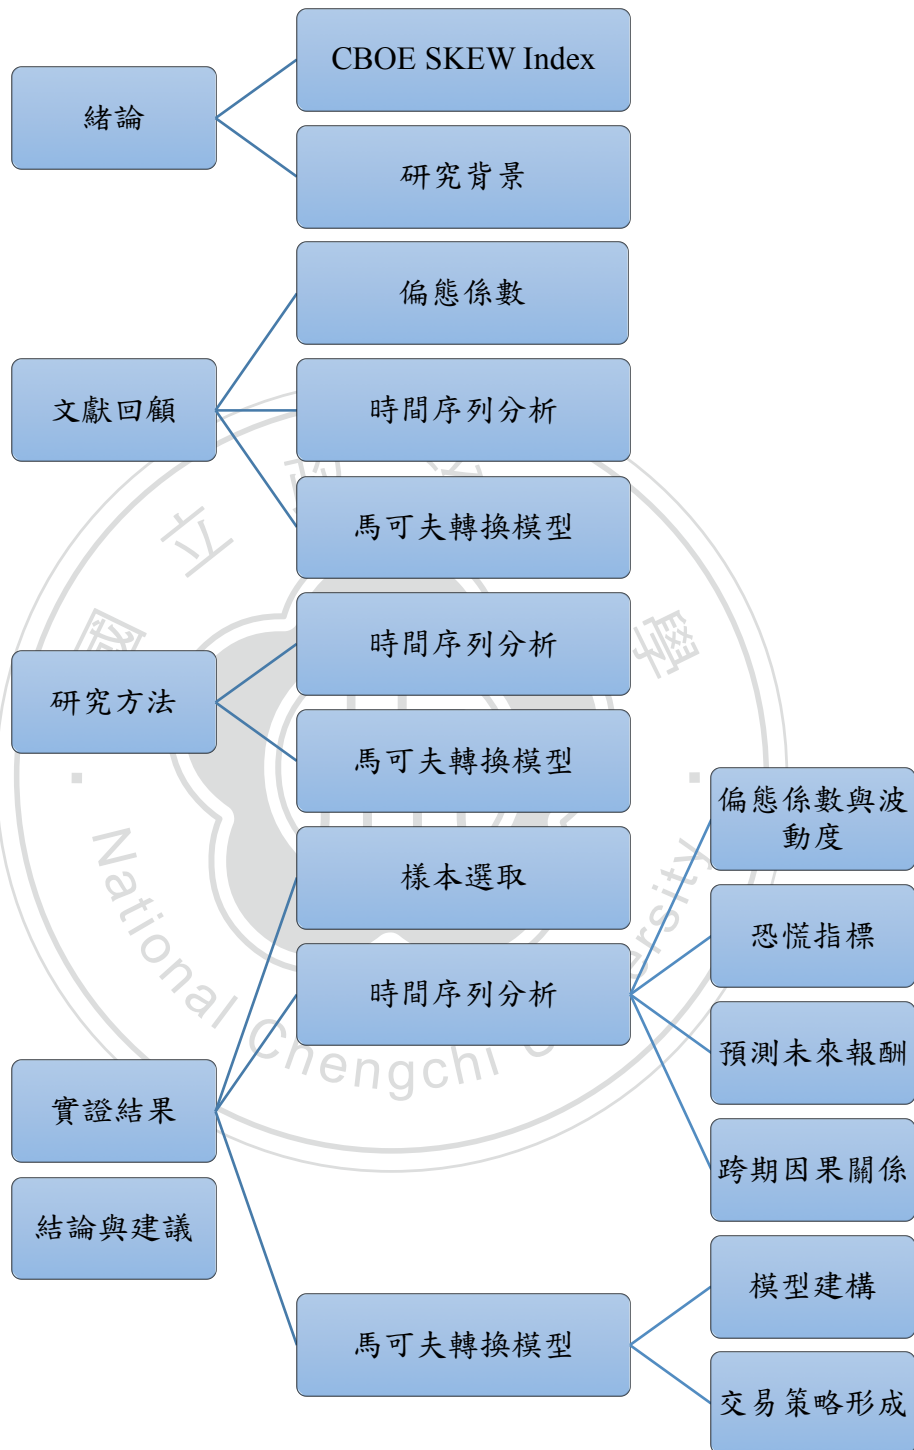 緒論
CBOE SKEW Index
研究背景
文獻回顧
偏態係數
時間序列分析
馬可夫轉換模型
研究方法
時間序列分析
馬可夫轉換模型
實證結果
樣本選取
時間序列分析
偏態係數與波
動度
恐慌指標
預測未來報酬
跨期因果關係
馬可夫轉換模型
模型建構
交易策略形成
結論與建議
National Chengchi